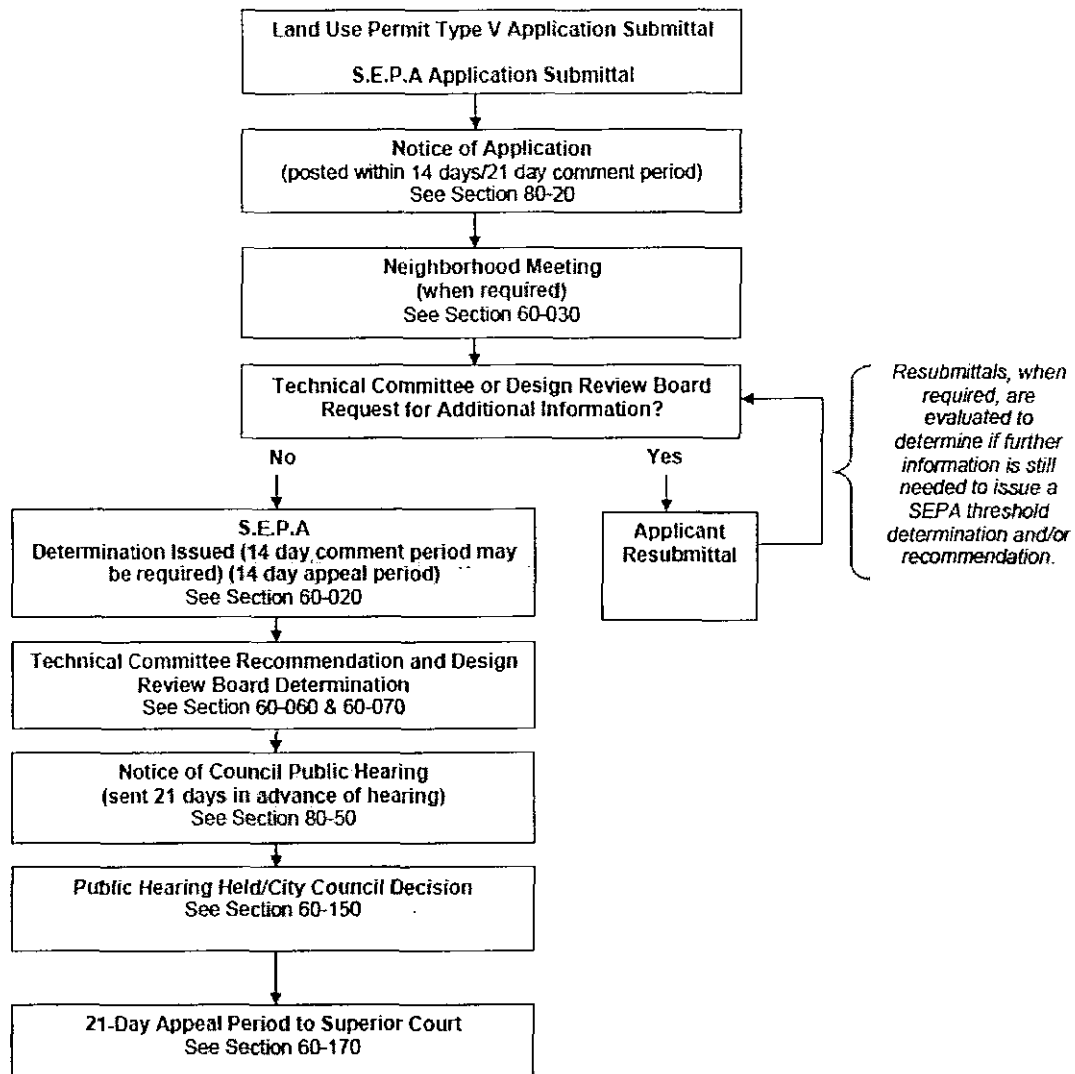 Land Use Permit Type V Application Submittal
S.E.P.A Application Submittal
Notice of Application
(posted within 14 days/21 day comment period)
See Section 80-20
Neighborhood Meeting
(when required)
See Section 60-030
Technical Committee or Design Review Board
Request for Additional Information?
Resubmittals, when
required, are
evaluated to
determine if further
information is still
needed to issue a
SEPA threshold
determination and/or
recommendation.
No
Yes
Applicant
Resubmittal
S.E.P.A
Determination Issued (14 day comment period may
be required) (14 day appeal period)
See Section 60-020
Technical Committee Recommendation and Design
Review Board Determination
See Section 60-060 & 60-070
Notice of Council Public Hearing
(sent 21 days in advance of hearing)
See Section 80-50
Public Hearing Held/City Council Decision
See Section 60-150
21-Day Appeal Period to Superior Court
See Section 60-170